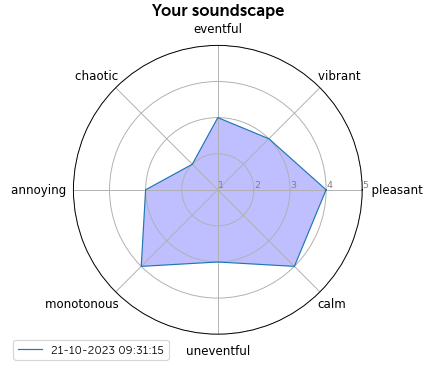 Your soundscape
eventful
chaotic
vibrant
annoying
1 2 3 4 5
pleasant
monotonous
calm
uneventful
21-10-2023 09:31:15